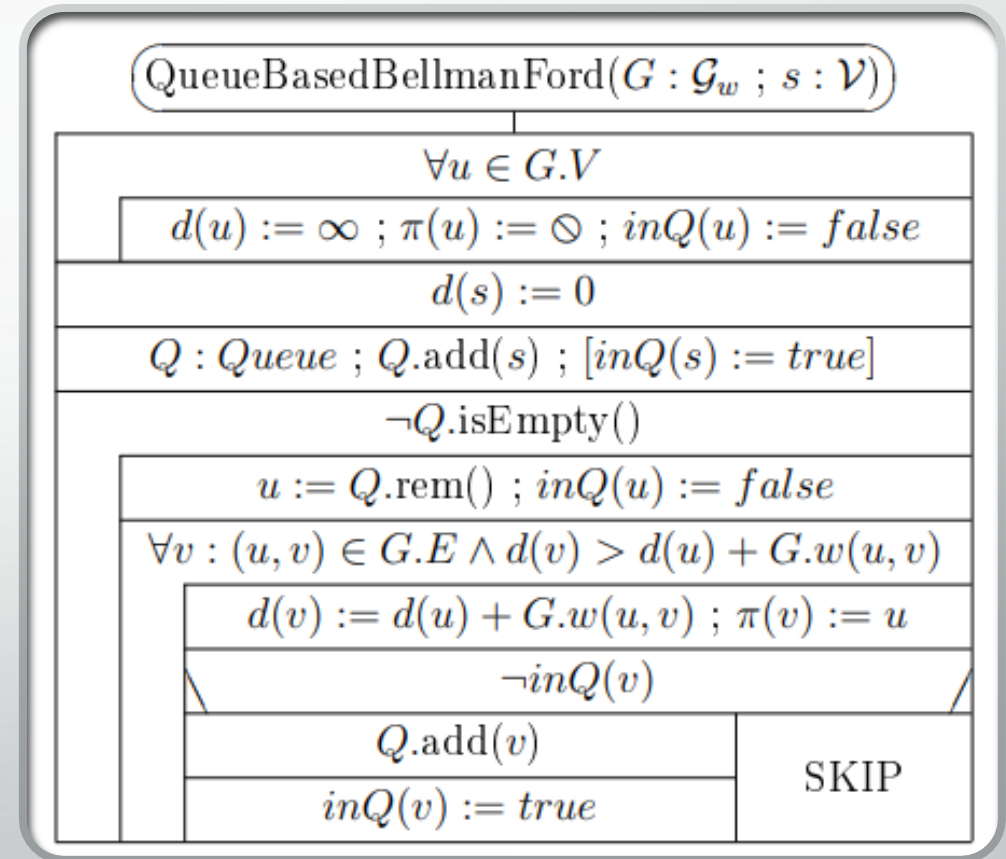 QueueBasedBellmanFord(G : 𝒢_w ; s : 𝒱)
∀u ∈ G.V
d(u) := ∞ ; π(u) := ⦸ ; inQ(u) := false
d(s) := 0
Q : Queue ; Q.add(s) ; [inQ(s) := true]
¬Q.isEmpty()
u := Q.rem() ; inQ(u) := false
∀v : (u, v) ∈ G.E ∧ d(v) > d(u) + G.w(u, v)
d(v) := d(u) + G.w(u, v) ; π(v) := u
¬inQ(v)
Q.add(v)
SKIP
inQ(v) := true